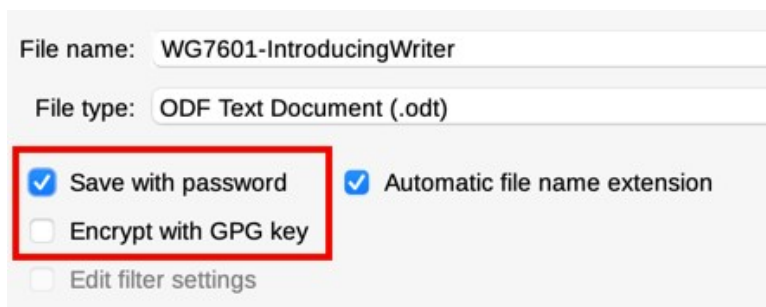 File name: WG7601-IntroducingWriter
File type: ODF Text Document (.odt)
Save with password Automatic file name extension
Encrypt with GPG key
Edit filter settings